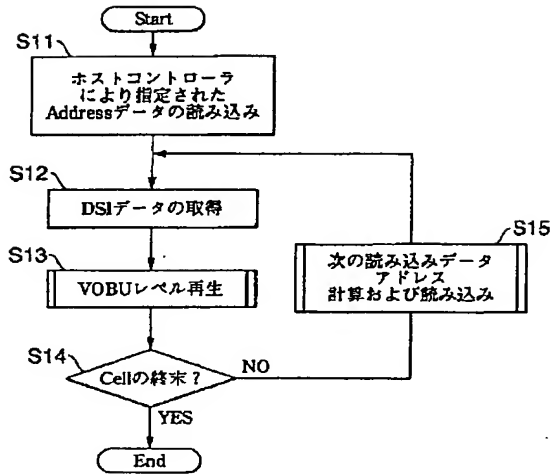 Start
S11
ホストコントローラ
により指定された
Addressデータの読み込み
S12
DSIデータの取得
S13
VOBUレベル再生
S15
次の読み込みデータ
アドレス
計算および読み込み
S14
Cellの終末?
NO
YES
End